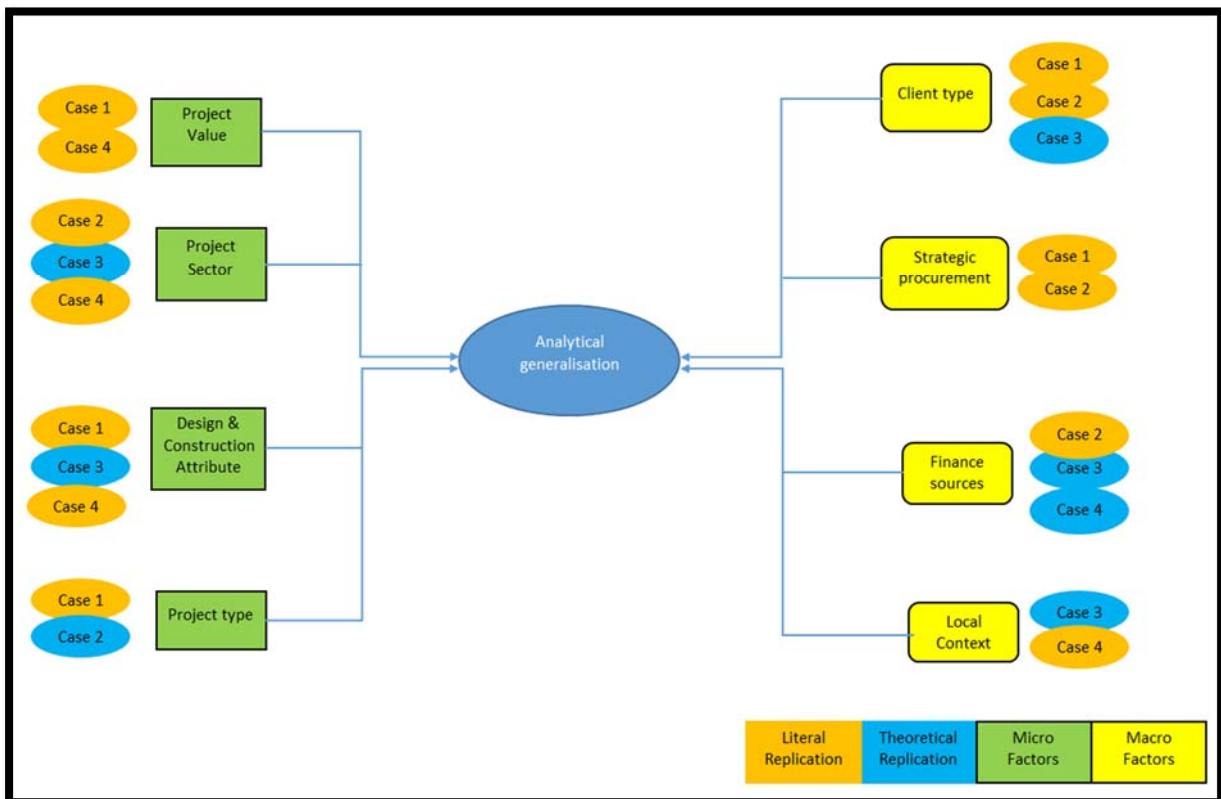 Case 1
Case 4
Project
Value
Case 2
Case 3
Case 4
Project
Sector
Case 1
Case 3
Case 4
Design &
Construction
Attribute
Case 1
Case 2
Project type
Analytical
generalisation
Client type
Case 1
Case 2
Case 3
Strategic
procurement
Case 1
Case 2
Finance
sources
Case 2
Case 3
Case 4
Local
Context
Case 3
Case 4
Literal
Replication
Theoretical
Replication
Micro
Factors
Macro
Factors